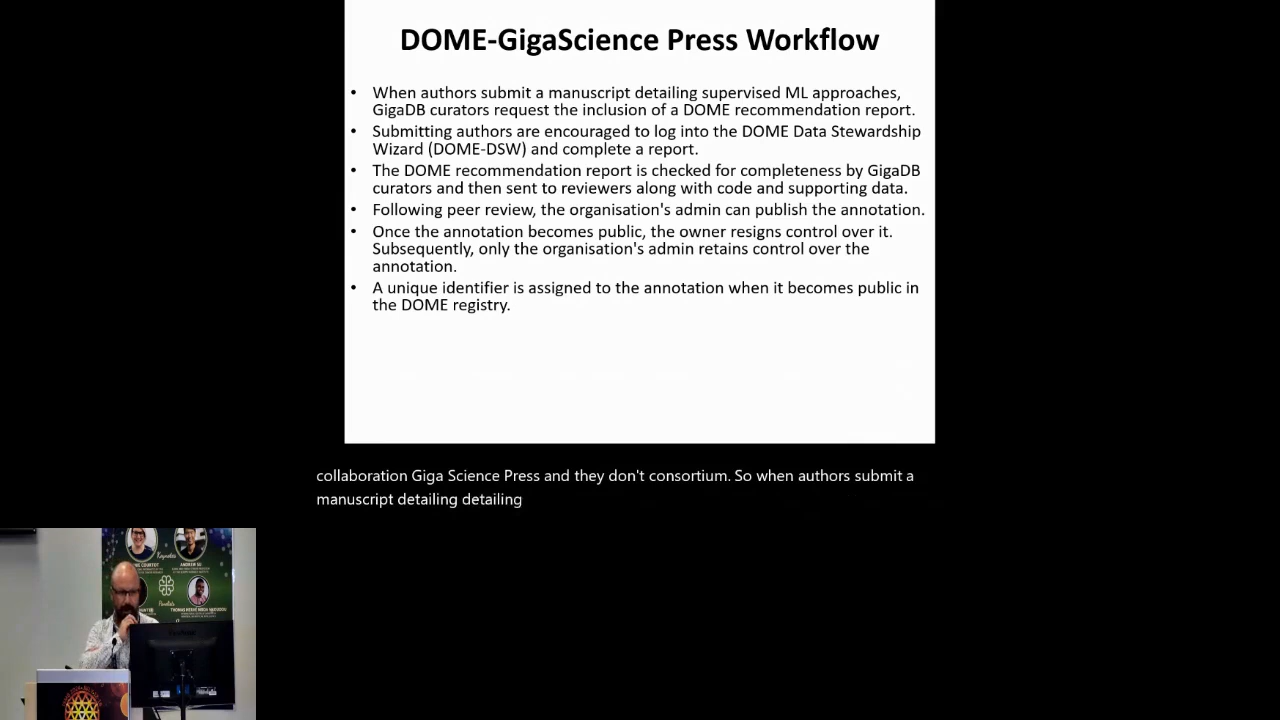 DOME-GigaScience Press Workflow
• When authors submit a manuscript detailing supervised ML approaches,
GigaDB curators request the inclusion of a DOME recommendation report.
• Submitting authors are encouraged to log into the DOME Data Stewardship
Wizard (DOME-DSW) and complete a report.
• The DOME recommendation report is checked for completeness by GigaDB
curators and then sent to reviewers along with code and supporting data.
• Following peer review, the organisation's admin can publish the annotation.
• Once the annotation becomes public, the owner resigns control over it.
Subsequently, only the organisation's admin retains control over the
annotation.
• A unique identifier is assigned to the annotation when it becomes public in
the DOME registry.
collaboration Giga Science Press and they don't consortium. So when authors submit a
manuscript detailing detailing
Keynotes
COURTOT
ANDREW SU
Panelists